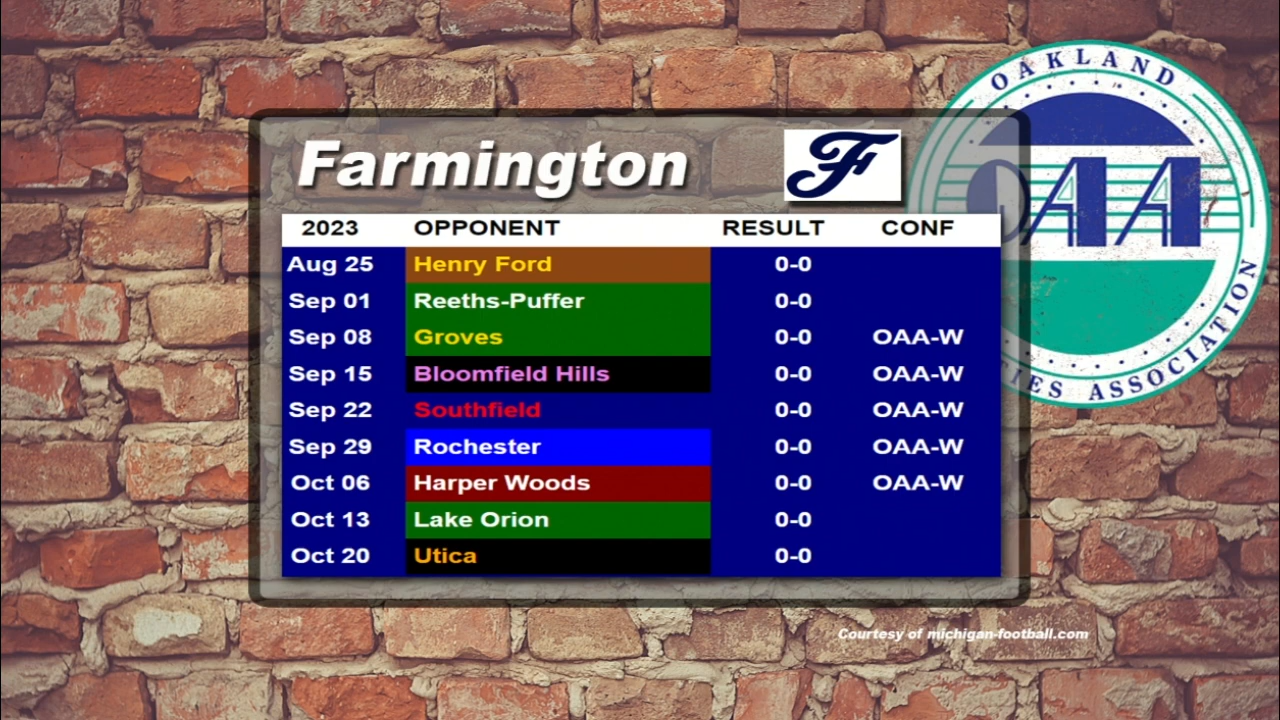 OAKLAND
Farmington
F
OAA
2023 OPPONENT RESULT CONF
Aug 25 Henry Ford 0-0
Sep 01 Reeths-Puffer 0-0
Sep 08 Groves 0-0 OAA-W
Sep 15 Bloomfield Hills 0-0 OAA-W
Sep 22 Southfield 0-0 OAA-W
Sep 29 Rochester 0-0 OAA-W
Oct 06 Harper Woods 0-0 OAA-W
Oct 13 Lake Orion 0-0
Oct 20 Utica 0-0
ASSOCIATION
Courtesy of michigan-football.com